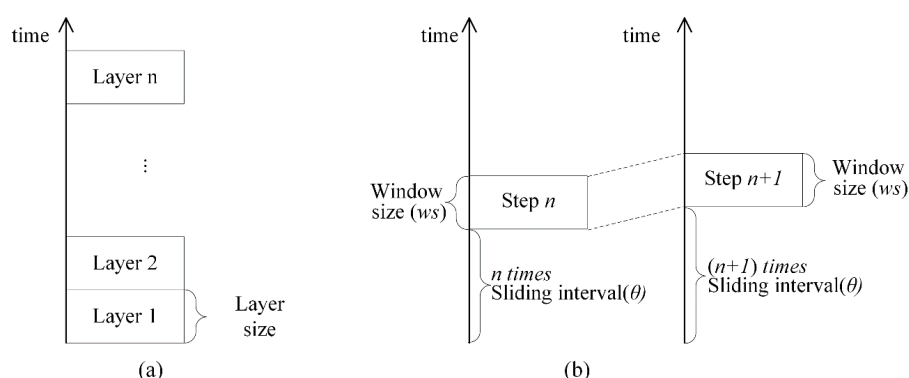 time
Layer n
⋮
Layer 2
Layer 1
Layer
size
(a)
time
Window
size (ws)
Step n
n times
Sliding interval(θ)
time
Step n+1
Window
size (ws)
(n+1) times
Sliding interval(θ)
(b)